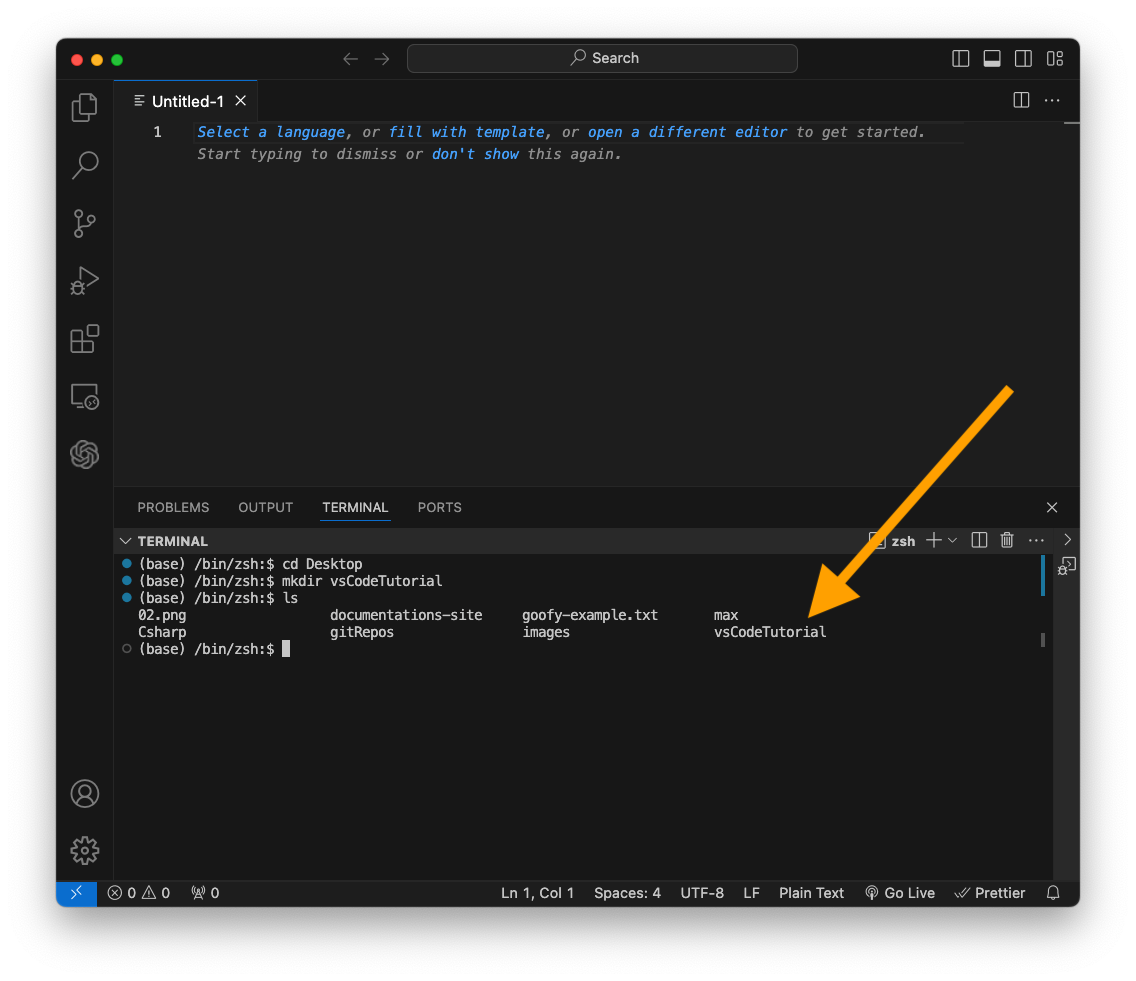 Search
Untitled-1
1 Select a language, or fill with template, or open a different editor to get started.
Start typing to dismiss or don't show this again.
PROBLEMS OUTPUT TERMINAL PORTS
TERMINAL zsh
(base) /bin/zsh:$ cd Desktop
(base) /bin/zsh:$ mkdir vsCodeTutorial
(base) /bin/zsh:$ ls
02.png documentations-site goofy-example.txt max
Csharp gitRepos images vsCodeTutorial
(base) /bin/zsh:$
0 0 0 Ln 1, Col 1 Spaces: 4 UTF-8 LF Plain Text Go Live Prettier